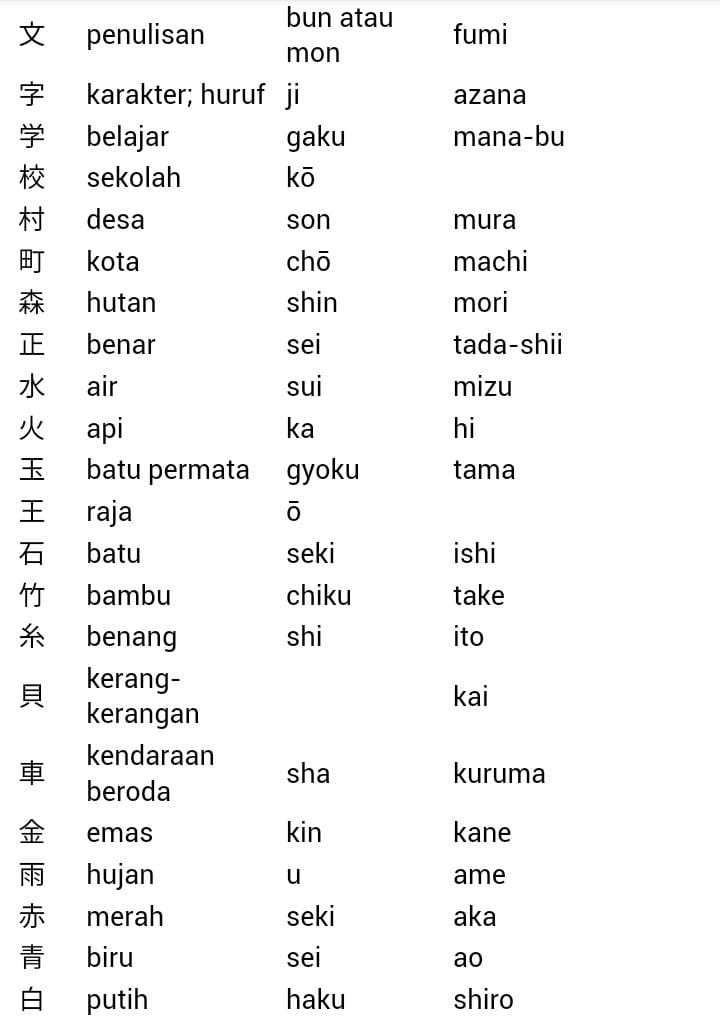 文 penulisan bun atau mon fumi
字 karakter; huruf ji azana
学 belajar gaku mana-bu
校 sekolah kō
村 desa son mura
町 kota chō machi
森 hutan shin mori
正 benar sei tada-shii
水 air sui mizu
火 api ka hi
玉 batu permata gyoku tama
王 raja ō
石 batu seki ishi
竹 bambu chiku take
糸 benang shi ito
貝 kerang-kerangan kai
車 kendaraan beroda sha kuruma
金 emas kin kane
雨 hujan u ame
赤 merah seki aka
青 biru sei ao
白 putih haku shiro